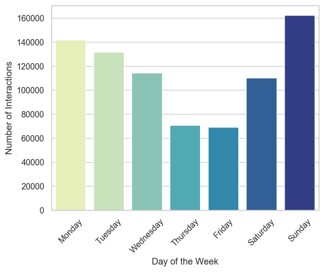 160000
140000
120000
100000
80000
60000
40000
20000
0
Number of Interactions
Monday
Tuesday
Wednesday
Thursday
Friday
Saturday
Sunday
Day of the Week